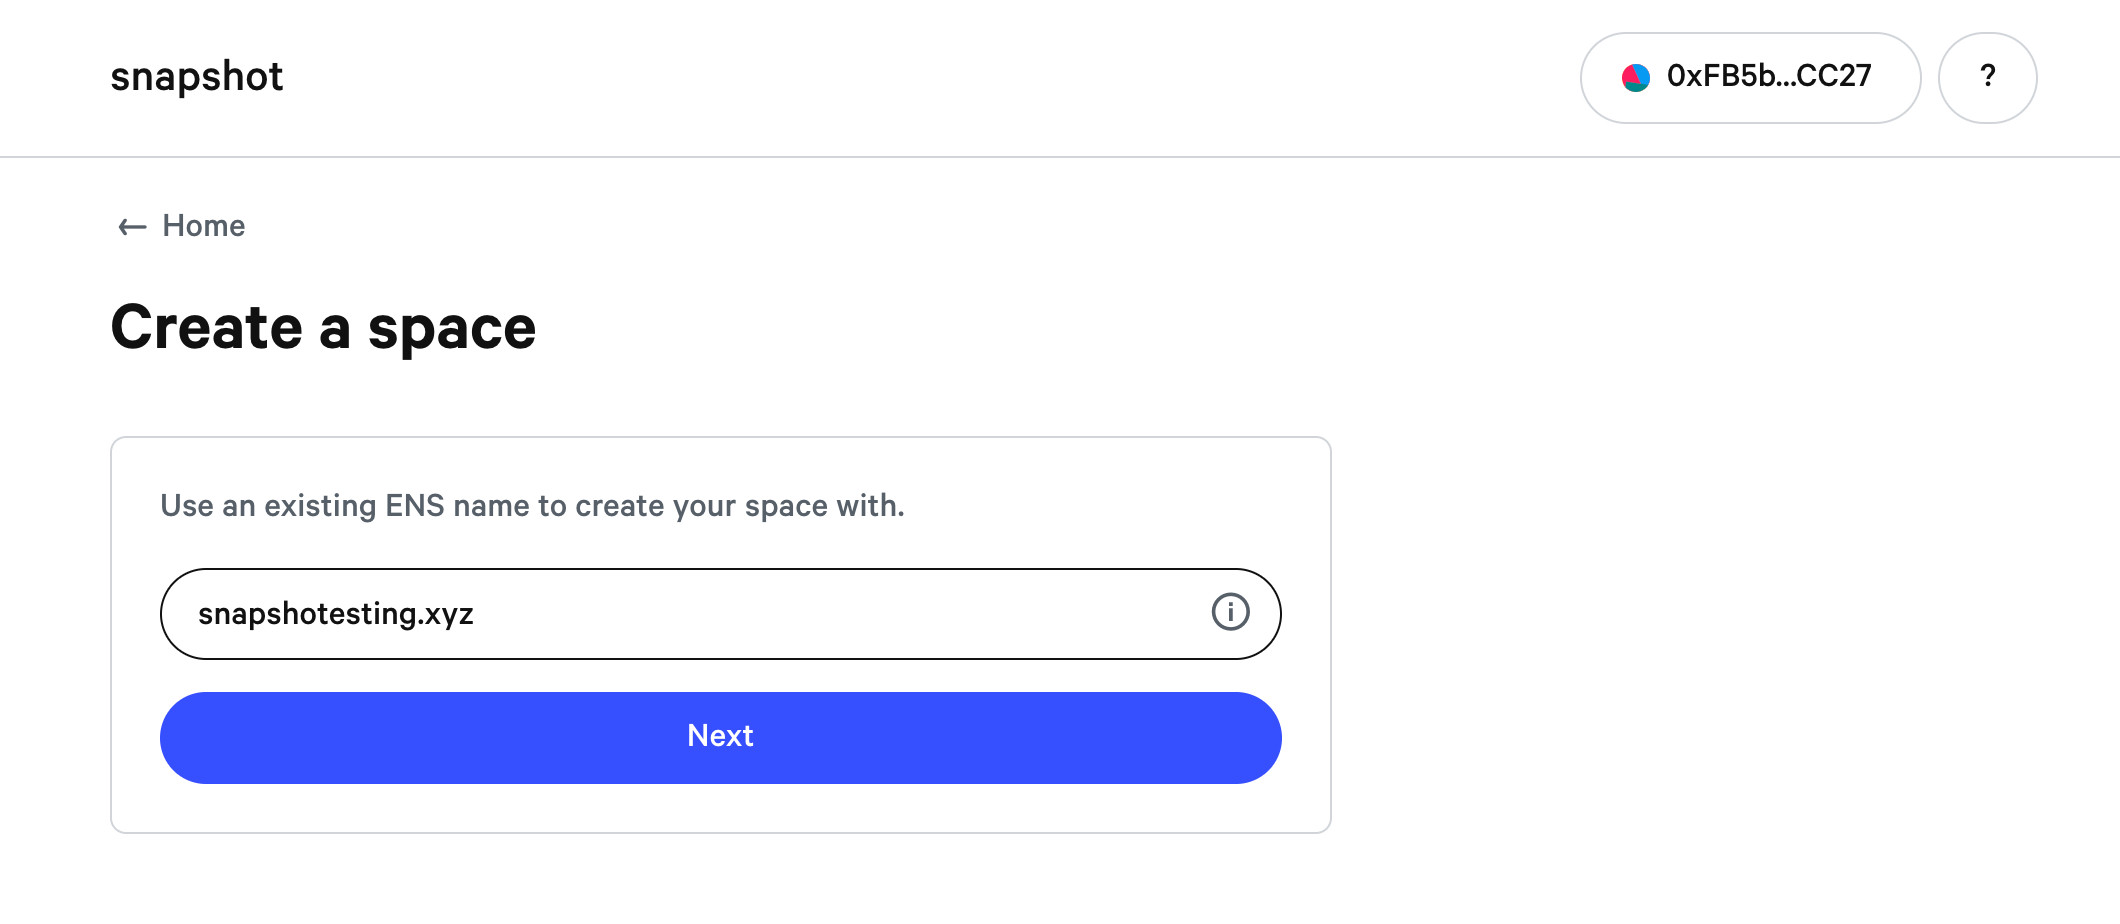 snapshot
0xFB5b...CC27
?
← Home
Create a space
Use an existing ENS name to create your space with.
snapshotesting.xyz
Next